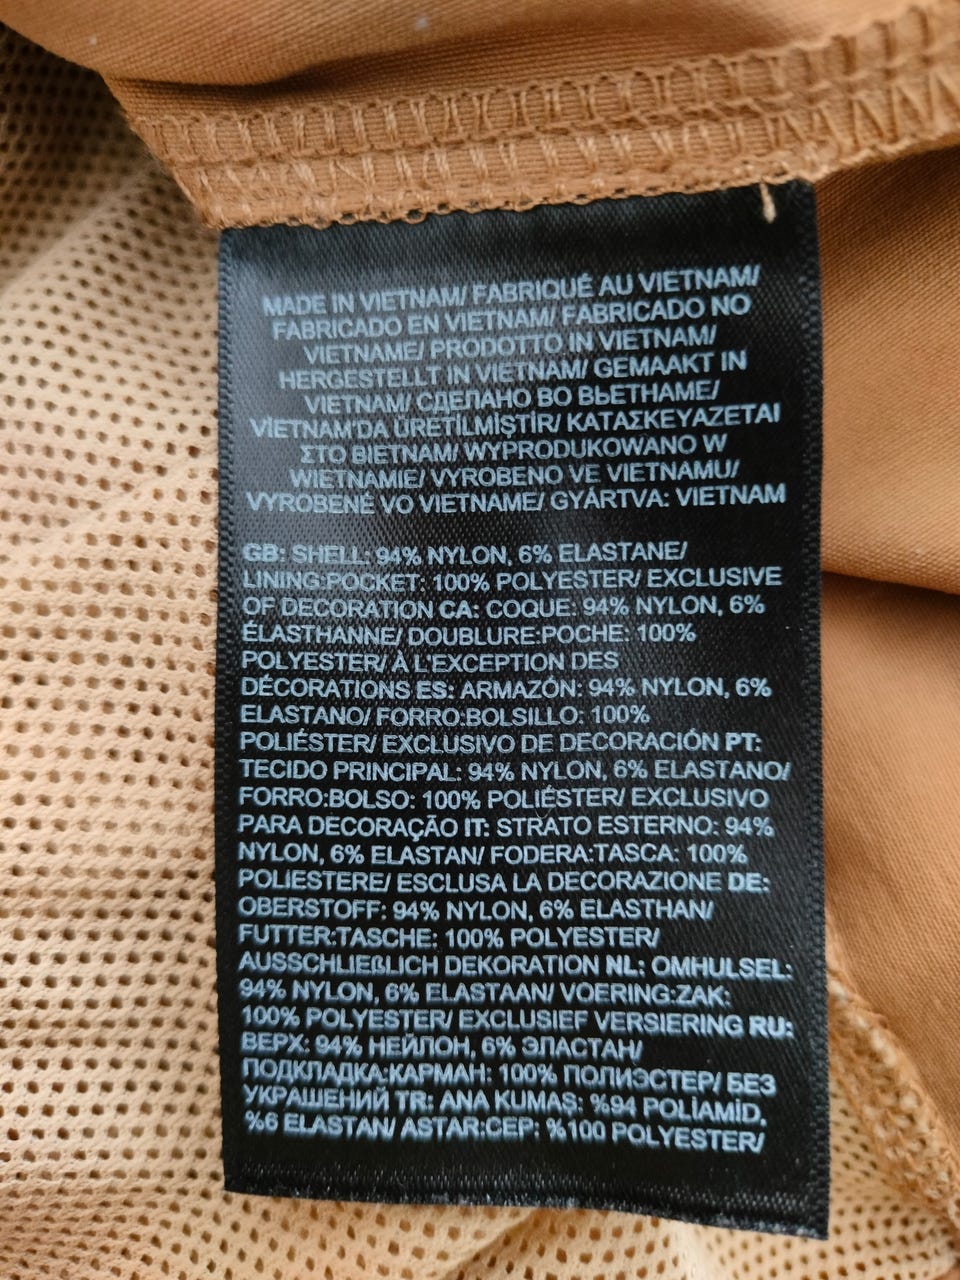 MADE IN VIETNAM/ FABRIQUÉ AU VIETNAM/
FABRICADO EN VIETNAM/ FABRICADO NO
VIETNAME/ PRODOTTO IN VIETNAM/
HERGESTELLT IN VIETNAM/ GEMAAKT IN
VIETNAM/ СДЕЛАНО ВО ВЬЕТНАМЕ/
VİETNAM'DA ÜRETİLMİŞTİR/ ΚΑΤΑΣΚΕΥΑΖΕΤΑΙ
ΣΤΟ ΒΙΕΤΝΑΜ/ WYPRODUKOWANO W
WIETNAMIE/ VYROBENO VE VIETNAMU/
VYROBENÉ VO VIETNAME/ GYÁRTVA: VIETNAM
GB: SHELL: 94% NYLON, 6% ELASTANE/
LINING:POCKET: 100% POLYESTER/ EXCLUSIVE
OF DECORATION CA: COQUE: 94% NYLON, 6%
ÉLASTHANNE/ DOUBLURE:POCHE: 100%
POLYESTER/ À L'EXCEPTION DES
DÉCORATIONS ES: ARMAZÓN: 94% NYLON, 6%
ELASTANO/ FORRO:BOLSILLO: 100%
POLIÉSTER/ EXCLUSIVO DE DECORACIÓN PT:
TECIDO PRINCIPAL: 94% NYLON, 6% ELASTANO/
FORRO:BOLSO: 100% POLIÉSTER/ EXCLUSIVO
PARA DECORAÇÃO IT: STRATO ESTERNO: 94%
NYLON, 6% ELASTAN/ FODERA:TASCA: 100%
POLIESTERE/ ESCLUSA LA DECORAZIONE DE:
OBERSTOFF: 94% NYLON, 6% ELASTHAN/
FUTTER:TASCHE: 100% POLYESTER/
AUSSCHLIEßLICH DEKORATION NL: OMHULSEL:
94% NYLON, 6% ELASTAAN/ VOERING:ZAK:
100% POLYESTER/ EXCLUSIEF VERSIERING RU:
ВЕРХ: 94% НЕЙЛОН, 6% ЭЛАСТАН/
ПОДКЛАДКА:КАРМАН: 100% ПОЛИЭСТЕР/ БЕЗ
УКРАШЕНИЙ TR: ANA KUMAŞ: %94 POLİAMİD,
%6 ELASTAN/ ASTAR:CEP: %100 POLYESTER/